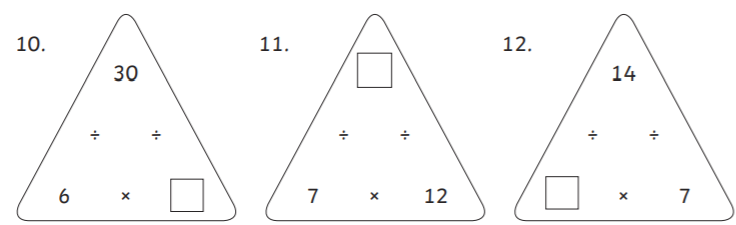 10. 11. 12.
30 14
÷ ÷ ÷ ÷ ÷ ÷
6 × 7 × 12 × 7